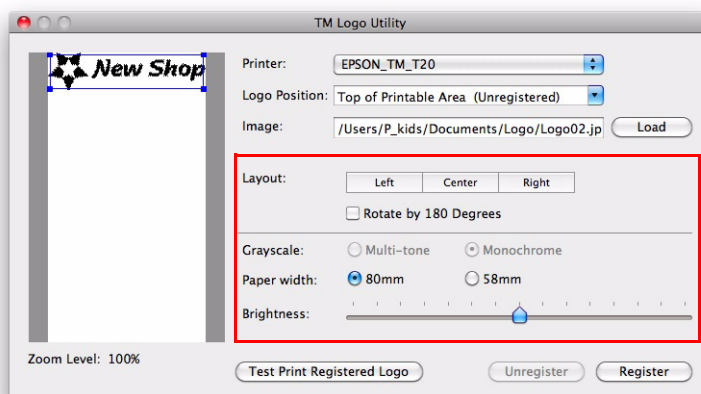 TM Logo Utility
New Shop
Printer: EPSON_TM_T20
Logo Position: Top of Printable Area (Unregistered)
Image: /Users/P_kids/Documents/Logo/Logo02.jp Load
Layout: Left Center Right
Rotate by 180 Degrees
Grayscale: Multi-tone Monochrome
Paper width: 80mm 58mm
Brightness:
Zoom Level: 100%
Test Print Registered Logo Unregister Register